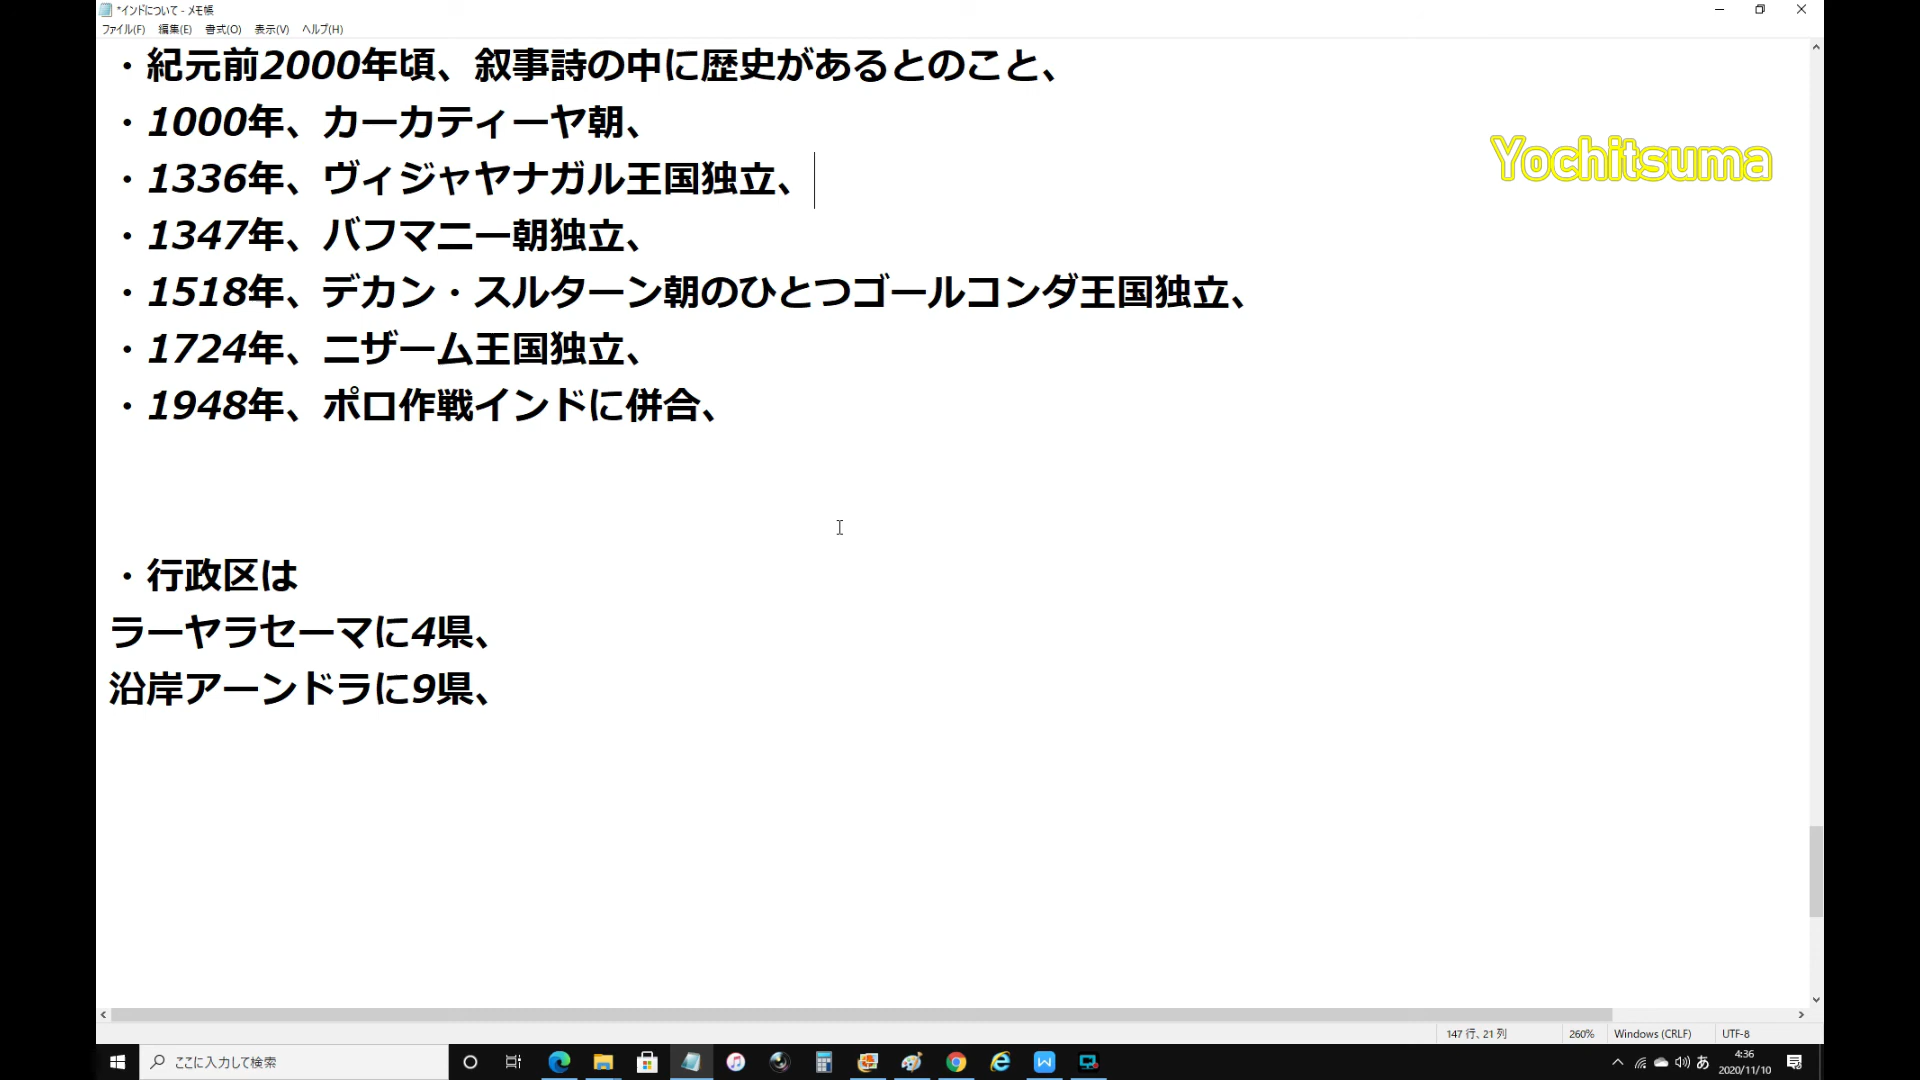 *インドについて - メモ帳
ファイル(F) 編集(E) 書式(O) 表示(V) ヘルプ(H)
・紀元前2000年頃、叙事詩の中に歴史があるとのこと、
・1000年、カーカティーヤ朝、
Yochitsuma
・1336年、ヴィジャヤナガル王国独立、
・1347年、バフマニー朝独立、
・1518年、デカン・スルターン朝のひとつゴールコンダ王国独立、
・1724年、ニザーム王国独立、
・1948年、ポロ作戦インドに併合、
・行政区は
ラーヤラセーマに4県、
沿岸アーンドラに9県、
147 行、21 列 260% Windows (CRLF) UTF-8
ここに入力して検索
あ 4:36
2020/11/10